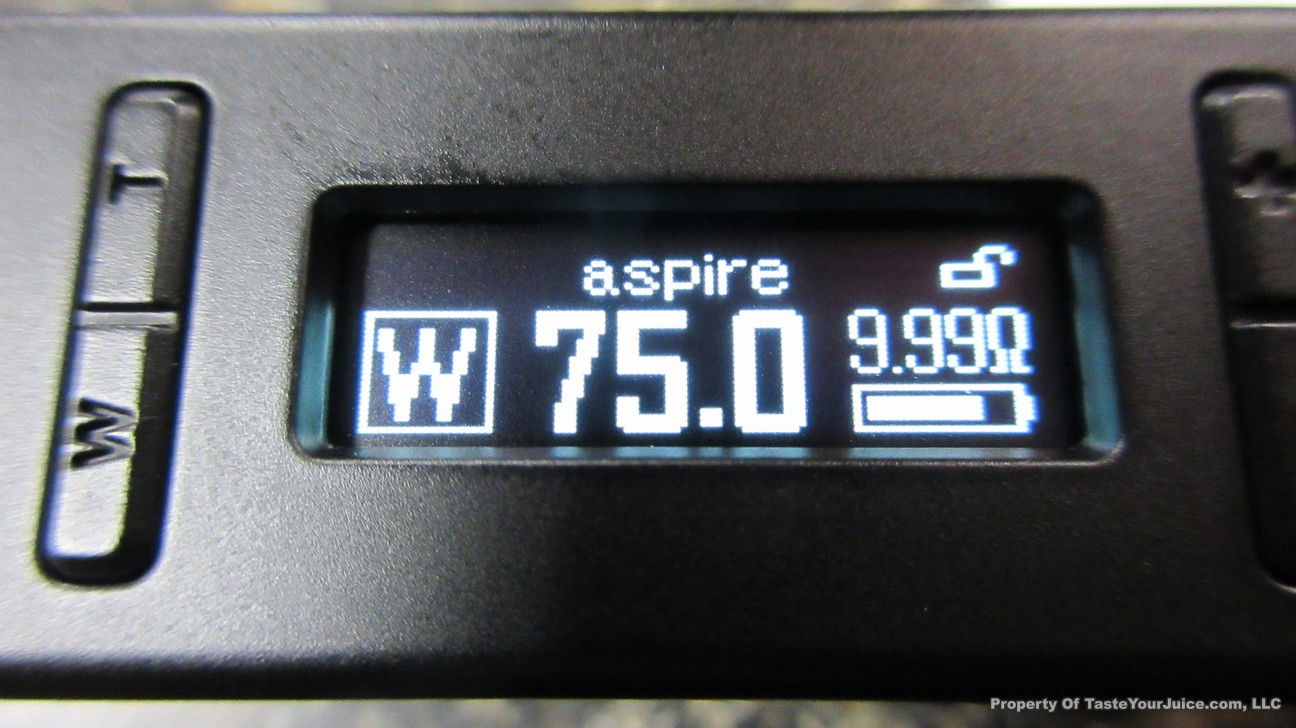 T
W
aspire
W 75.0 9.99Ω
Property Of TasteYourJuice.com, LLC